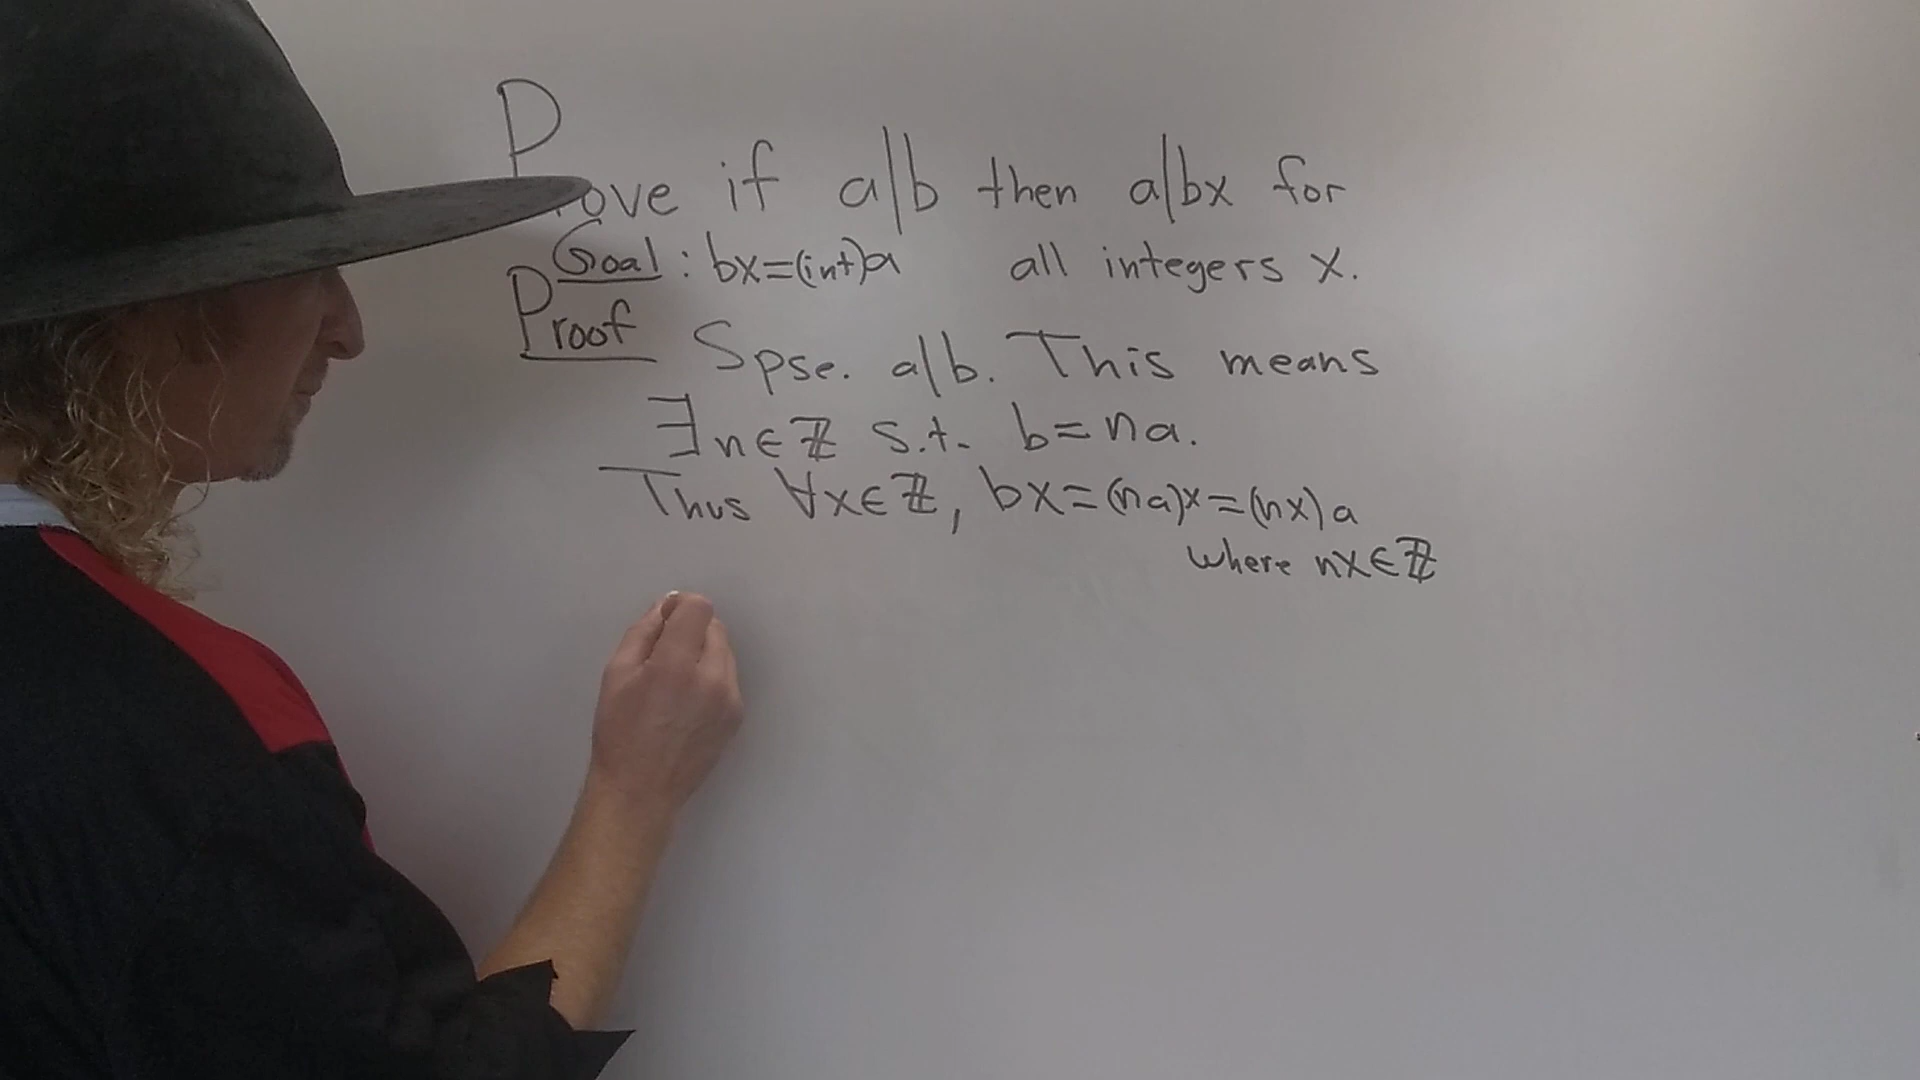 Prove if a|b then a|bx for
all integers x.
Goal: bx=(int)a
Proof Spse. a|b. This means
∃n∈ℤ s.t. b=na.
Thus ∀x∈ℤ, bx=(na)x=(nx)a
where nx∈ℤ